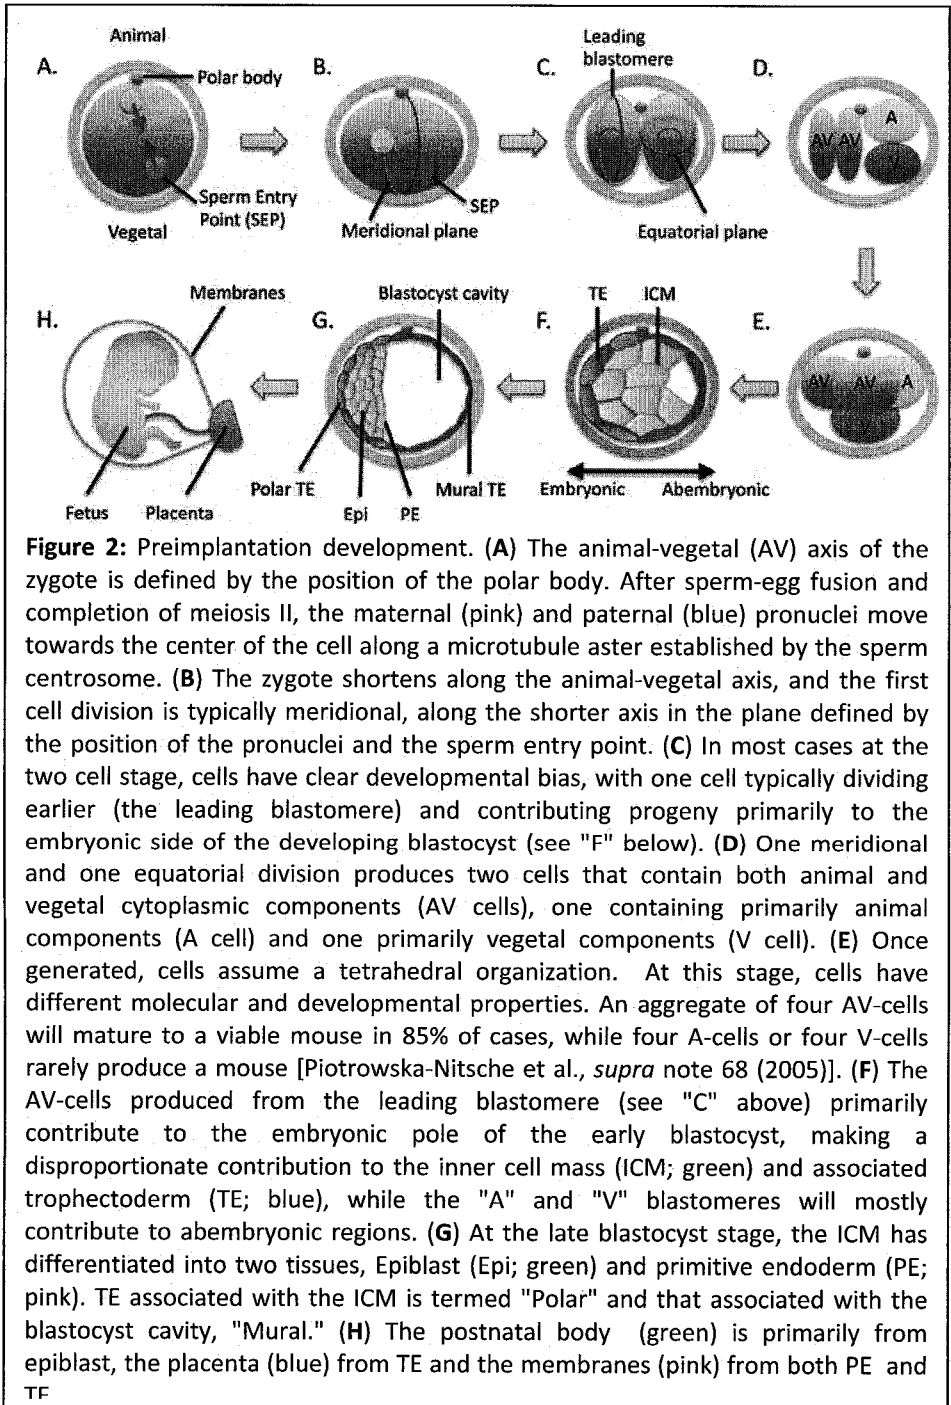 Animal
Leading
blastomere
A.
B.
C.
D.
Polar body
A
AV AV
Sperm Entry
Point (SEP)
SEP
Vegetal
Meridional plane
Equatorial plane
Membranes
Blastocyst cavity
TE
ICM
H.
G.
F.
E.
AV
AV
A
Polar TE
Mural TE
Embryonic
Abembryonic
Fetus
Placenta
Epi
PE
Figure 2: Preimplantation development. (A) The animal-vegetal (AV) axis of the
zygote is defined by the position of the polar body. After sperm-egg fusion and
completion of meiosis II, the maternal (pink) and paternal (blue) pronuclei move
towards the center of the cell along a microtubule aster established by the sperm
centrosome. (B) The zygote shortens along the animal-vegetal axis, and the first
cell division is typically meridional, along the shorter axis in the plane defined by
the position of the pronuclei and the sperm entry point. (C) In most cases at the
two cell stage, cells have clear developmental bias, with one cell typically dividing
earlier (the leading blastomere) and contributing progeny primarily to the
embryonic side of the developing blastocyst (see "F" below). (D) One meridional
and one equatorial division produces two cells that contain both animal and
vegetal cytoplasmic components (AV cells), one containing primarily animal
components (A cell) and one primarily vegetal components (V cell). (E) Once
generated, cells assume a tetrahedral organization. At this stage, cells have
different molecular and developmental properties. An aggregate of four AV-cells
will mature to a viable mouse in 85% of cases, while four A-cells or four V-cells
rarely produce a mouse [Piotrowska-Nitsche et al., supra note 68 (2005)]. (F) The
AV-cells produced from the leading blastomere (see "C" above) primarily
contribute to the embryonic pole of the early blastocyst, making a
disproportionate contribution to the inner cell mass (ICM; green) and associated
trophectoderm (TE; blue), while the "A" and "V" blastomeres will mostly
contribute to abembryonic regions. (G) At the late blastocyst stage, the ICM has
differentiated into two tissues, Epiblast (Epi; green) and primitive endoderm (PE;
pink). TE associated with the ICM is termed "Polar" and that associated with the
blastocyst cavity, "Mural." (H) The postnatal body (green) is primarily from
epiblast, the placenta (blue) from TE and the membranes (pink) from both PE and
TE